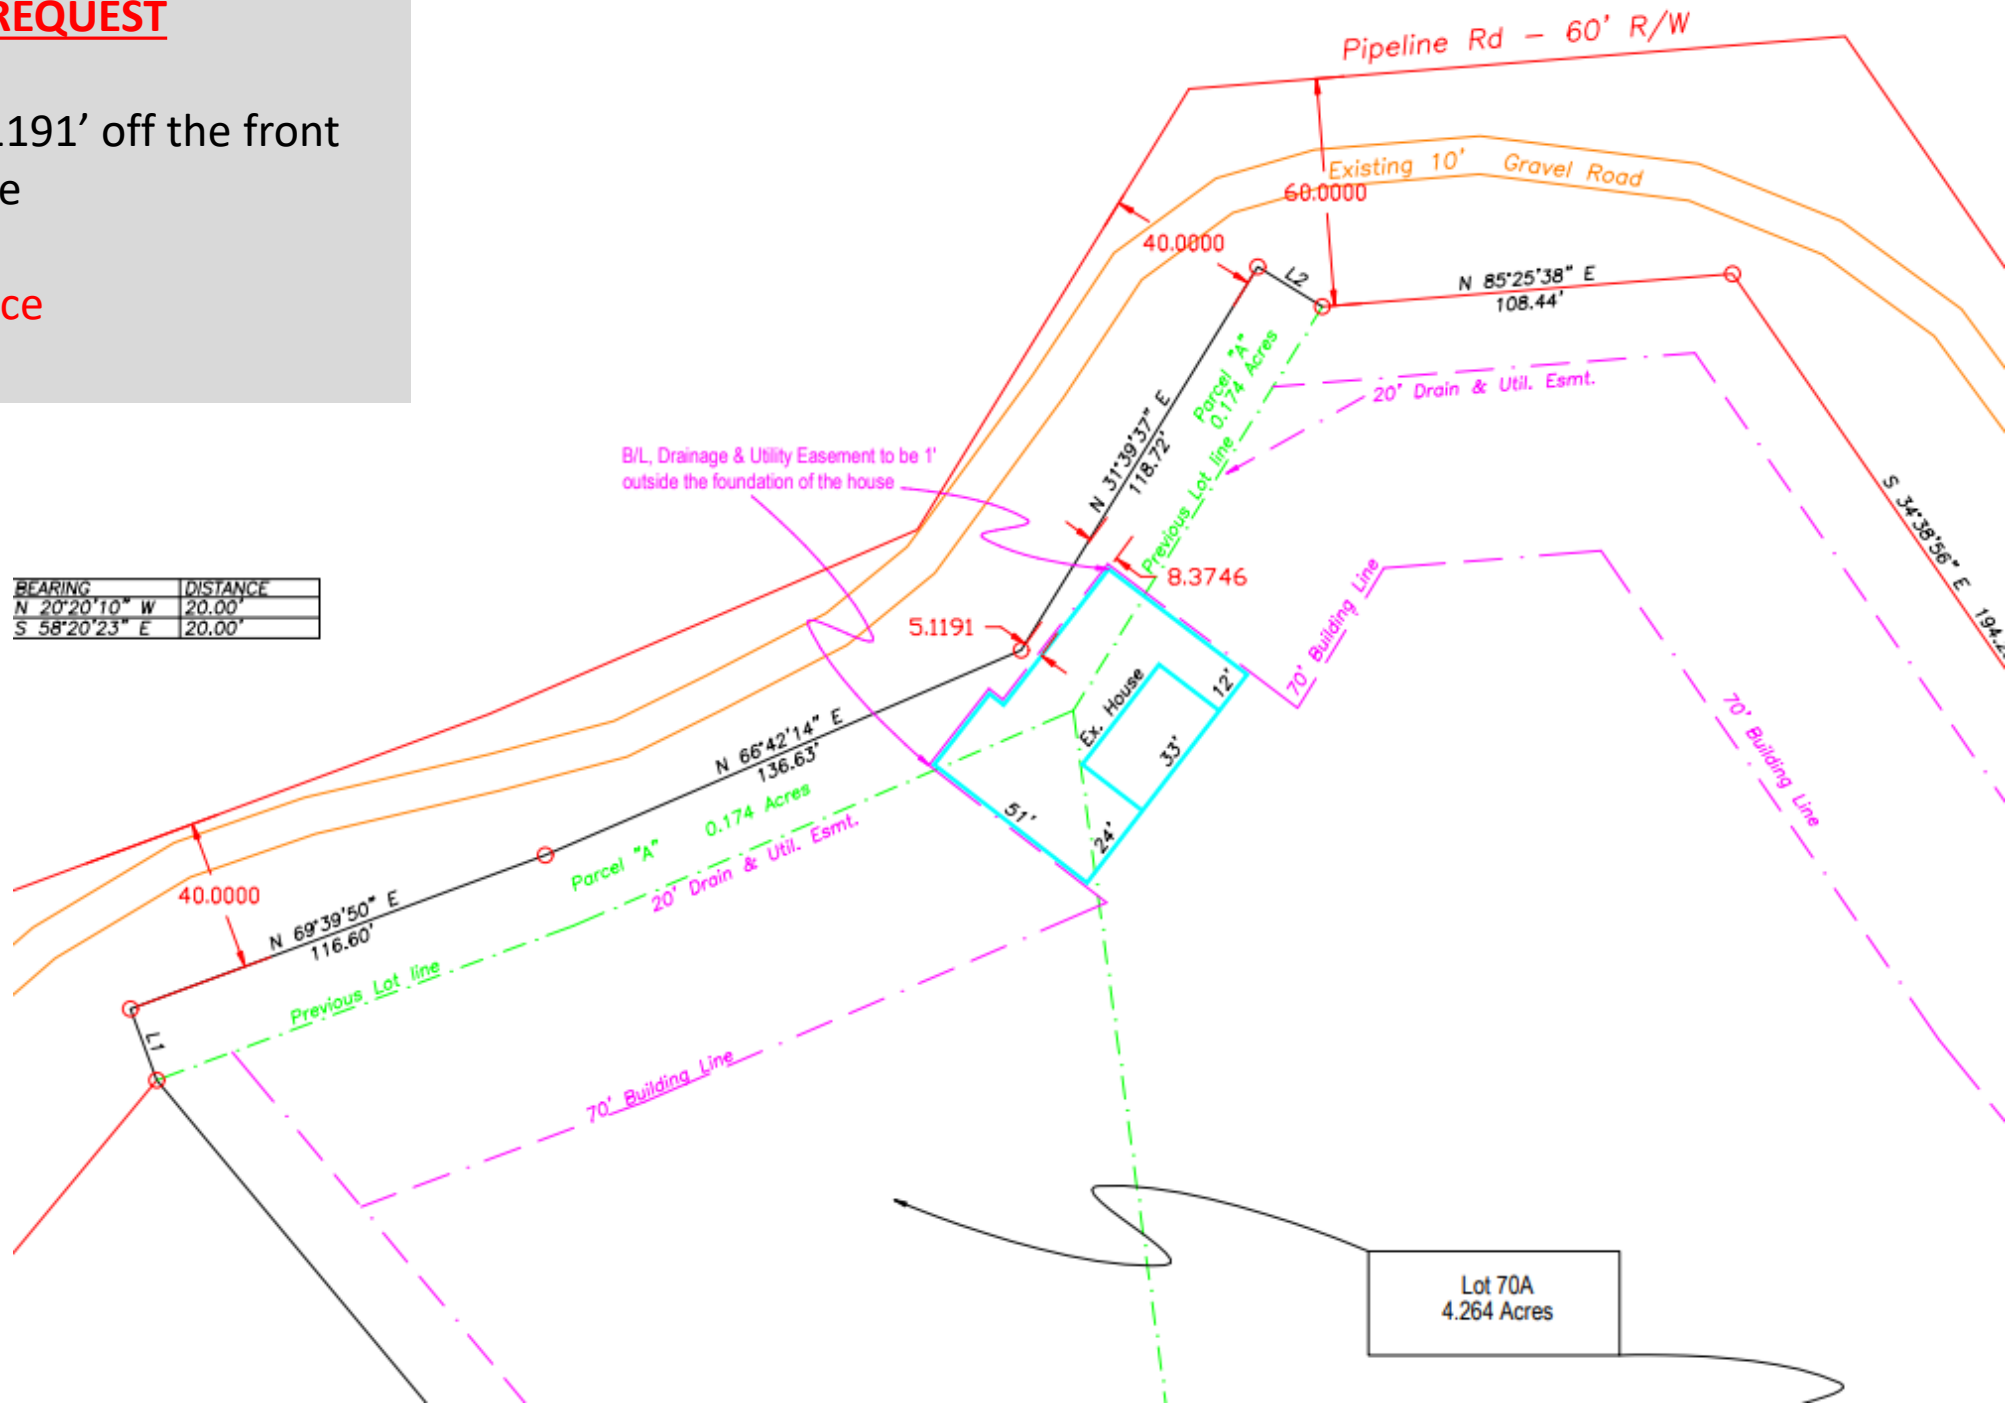 REQUEST
1191’ off the front
Pipeline Rd - 60' R/W
Existing 10' Gravel Road
60.0000
40.0000
L2
N 85°25'38" E
108.44'
Parcel "A"
0.174 Acres
20' Drain & Util. Esmt.
N 31°39'37" E
118.72'
Previous Lot line
B/L, Drainage & Utility Easement to be 1'
outside the foundation of the house
S 34°38'56" E
8.3746
70' Building Line
BEARING DISTANCE
N 20°20'10" W 20.00'
S 58°20'23" E 20.00'
5.1191
Ex. House
12'
33'
51'
24'
N 66°42'14" E
136.63'
Parcel "A" 0.174 Acres
20' Drain & Util. Esmt.
70' Building Line
40.0000
N 69°39'50" E
116.60'
Previous Lot line
L1
70' Building Line
Lot 70A
4.264 Acres